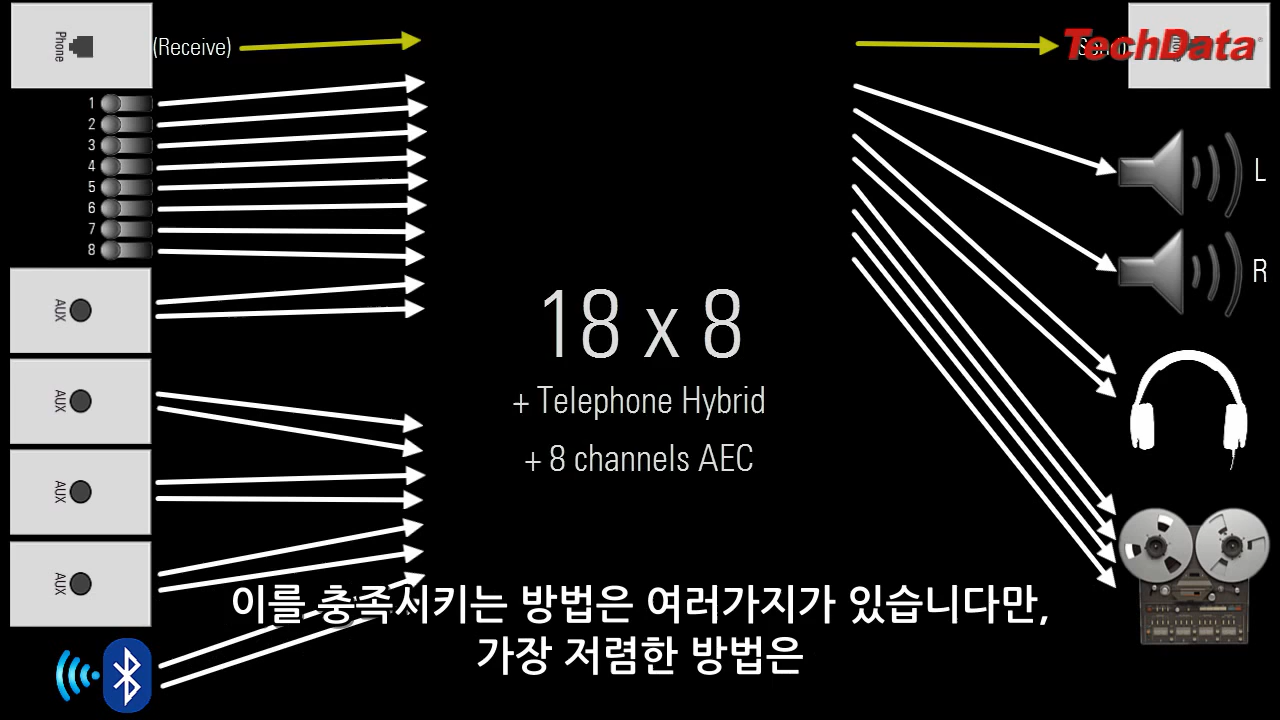 Phone
(Receive)
TechData
1
2
3
4
5
6
7
8
L
R
AUX
AUX
AUX
AUX
18 x 8
+ Telephone Hybrid
+ 8 channels AEC
이를 충족시키는 방법은 여러가지가 있습니다만,
가장 저렴한 방법은